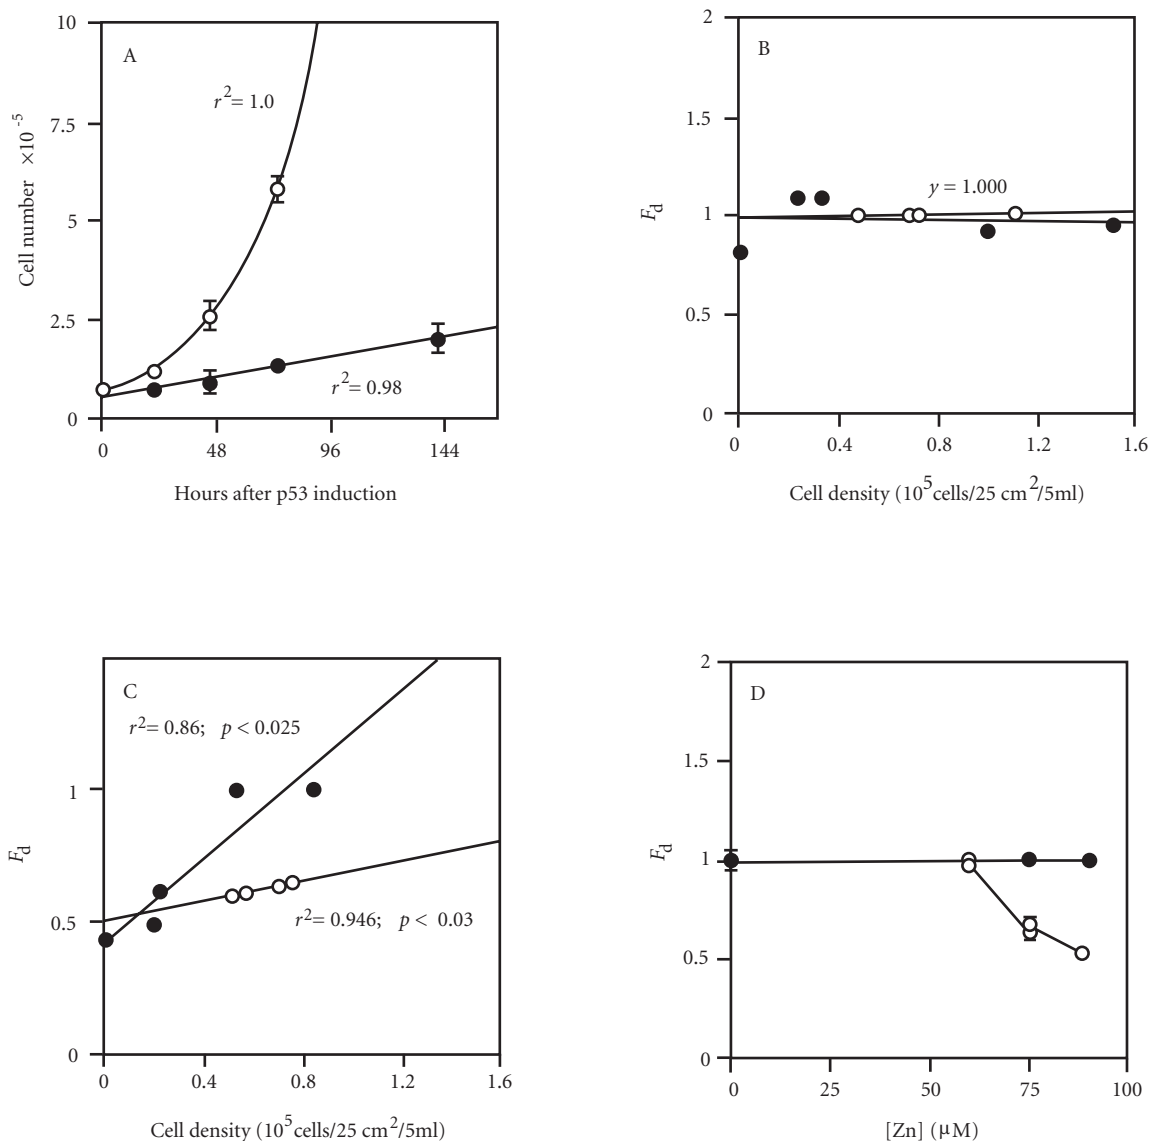 10
7.5
5
2.5
0
Cell number ×10⁻⁵
A
r²= 1.0
r²= 0.98
0 48 96 144
Hours after p53 induction
2
1.5
1
0.5
0
Fd
B
y = 1.000
0 0.4 0.8 1.2 1.6
Cell density (10⁵cells/25 cm²/5ml)
1
0.5
0
Fd
C
r²= 0.86; p < 0.025
r²= 0.946; p < 0.03
0 0.4 0.8 1.2 1.6
Cell density (10⁵cells/25 cm²/5ml)
2
1.5
1
0.5
0
Fd
D
0 25 50 75 100
[Zn] (μM)